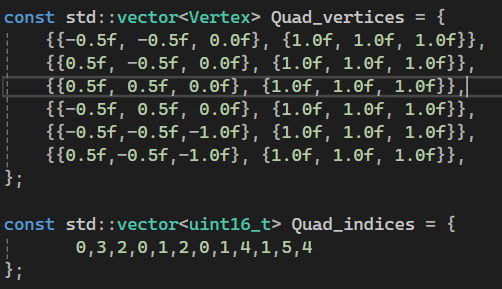 const std::vector<Vertex> Quad_vertices = {
{{-0.5f, -0.5f, 0.0f}, {1.0f, 1.0f, 1.0f}},
{{0.5f, -0.5f, 0.0f}, {1.0f, 1.0f, 1.0f}},
{{0.5f, 0.5f, 0.0f}, {1.0f, 1.0f, 1.0f}},
{{-0.5f, 0.5f, 0.0f}, {1.0f, 1.0f, 1.0f}},
{{-0.5f,-0.5f,-1.0f}, {1.0f, 1.0f, 1.0f}},
{{0.5f,-0.5f,-1.0f}, {1.0f, 1.0f, 1.0f}},
};
const std::vector<uint16_t> Quad_indices = {
0,3,2,0,1,2,0,1,4,1,5,4
};